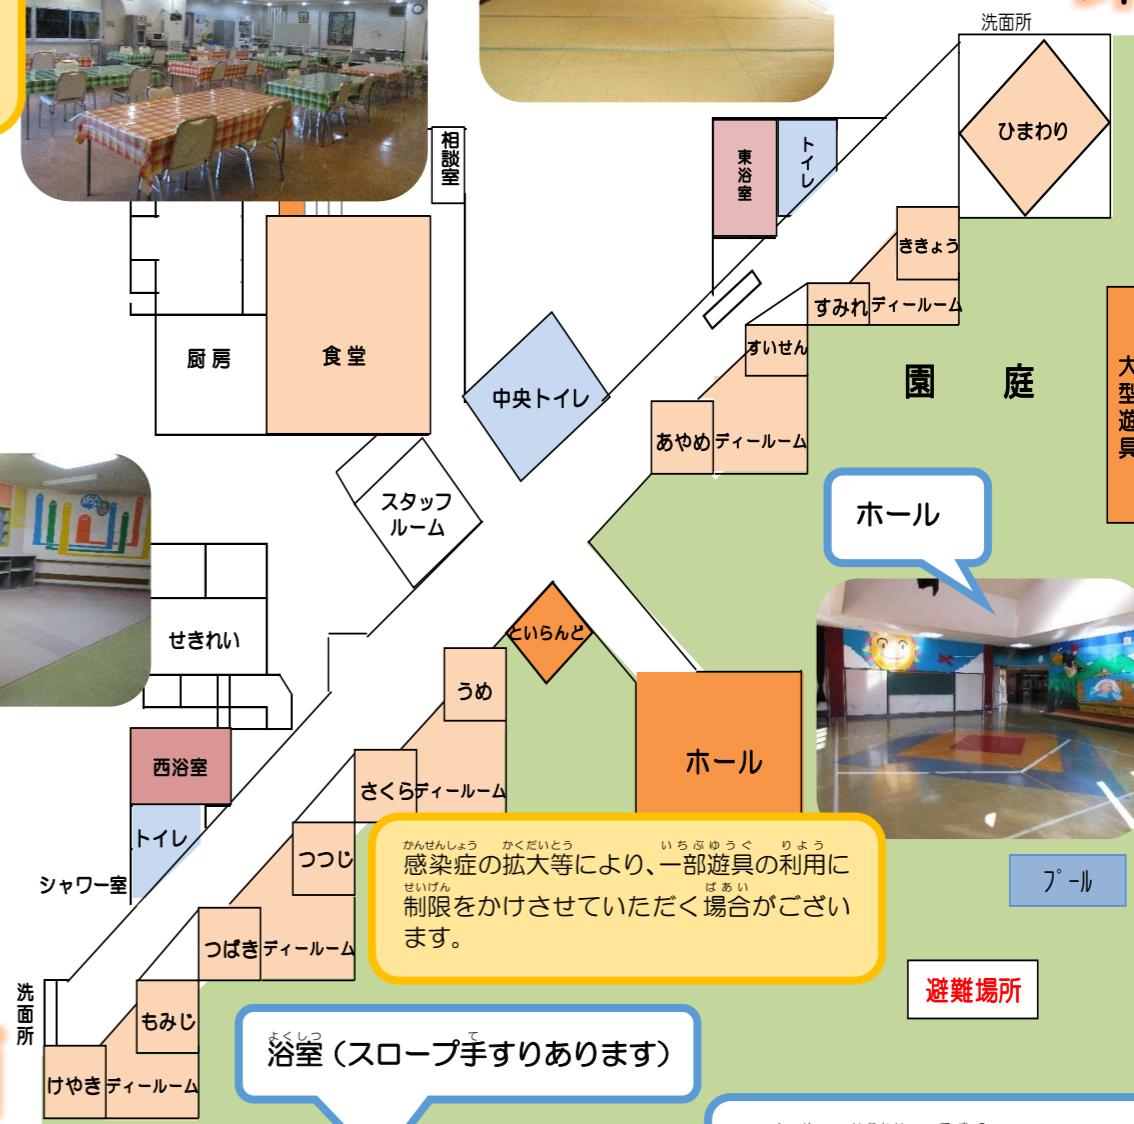 洗面所
相談室
東浴室
トイレ
ひまわり
ききょう
すみれ
ディールーム
すいせん
厨房
食堂
中央トイレ
園庭
大型遊具
あやめ
ディールーム
スタッフ
ルーム
ホール
せきれい
といらんど
うめ
西浴室
さくら
ディールーム
ホール
トイレ
シャワー室
つつじ
かんせんしょう かくだいとう いちぶゆうぐ りよう
感染症の拡大等により、一部遊具の利用に
せいげん ばあい
制限をかけさせていただく場合がござい
ます。
プール
つばき
ディールーム
避難場所
洗面所
もみじ
よくしつ て
浴室（スロープ手すりあります）
けやき
ディールーム